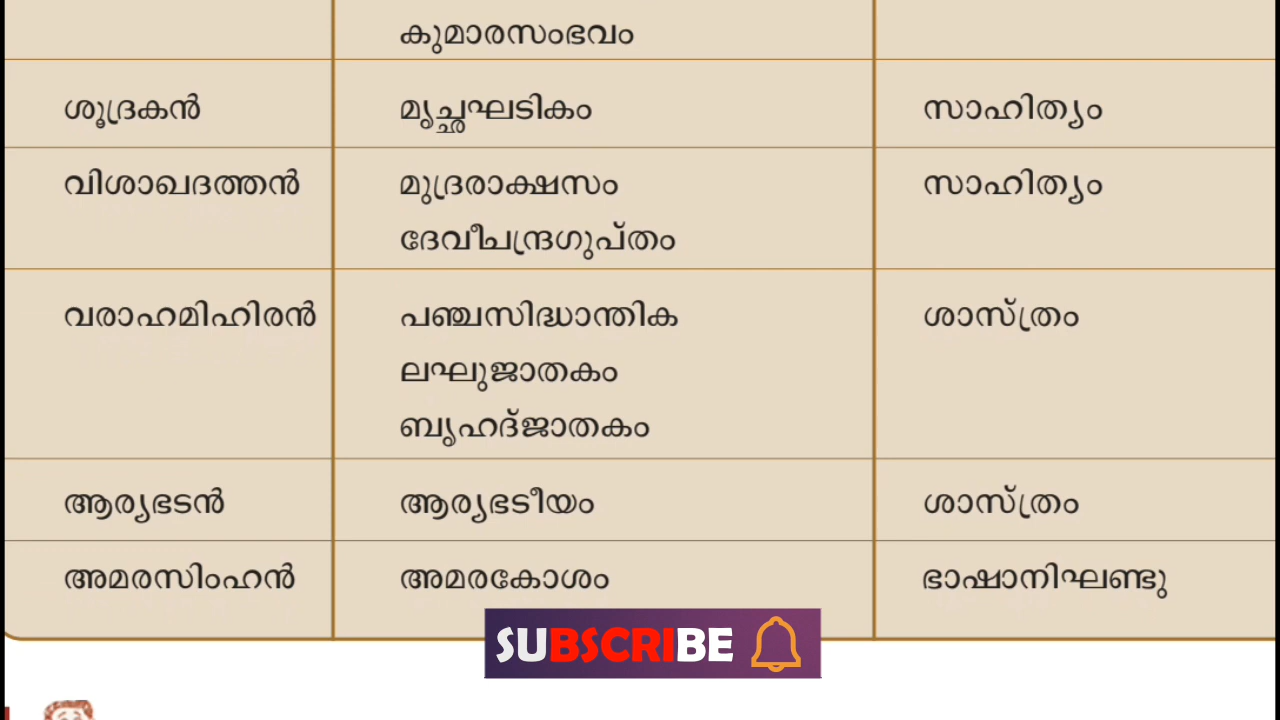 കുമാരസംഭവം
ശൂദ്രകൻ മൃച്ഛഘടികം സാഹിത്യം
വിശാഖദത്തൻ മുദ്രരാക്ഷസം സാഹിത്യം
ദേവീചന്ദ്രഗുപ്തം
വരാഹമിഹിരൻ പഞ്ചസിദ്ധാന്തിക ശാസ്ത്രം
ലഘുജാതകം
ബൃഹദ്ജാതകം
ആര്യഭടൻ ആര്യഭടീയം ശാസ്ത്രം
അമരസിംഹൻ അമരകോശം ഭാഷാനിഘണ്ടു
SUBSCRIBE